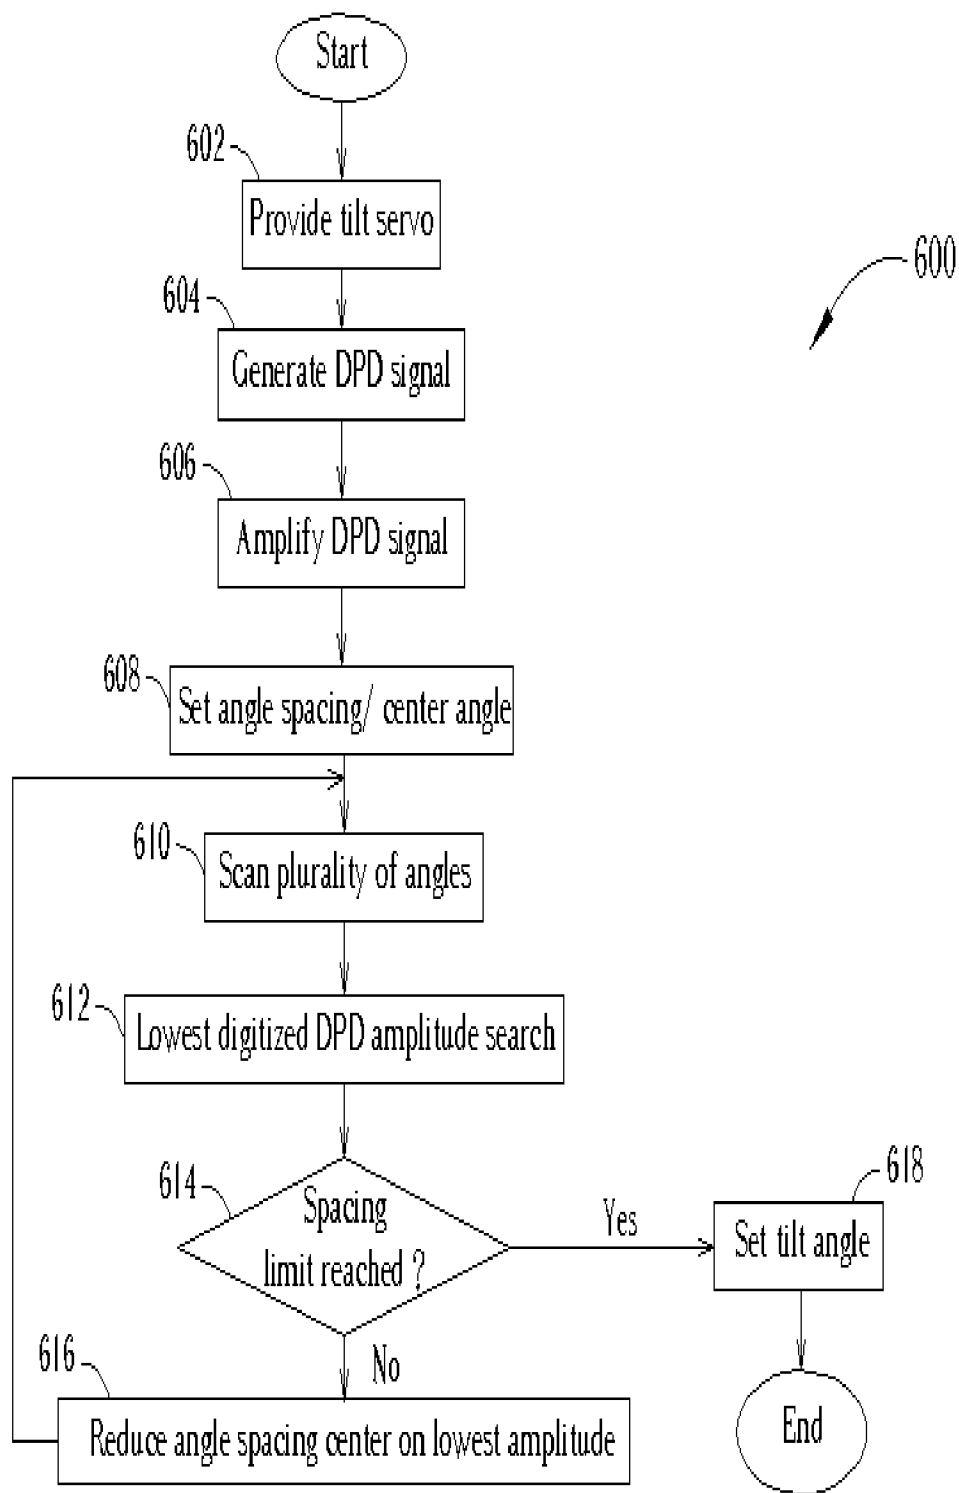 Start
602
Provide tilt servo
600
604
Generate DPD signal
606
Amplify DPD signal
608
Set angle spacing/ center angle
610
Scan plurality of angles
612
Lowest digitized DPD amplitude search
614
Spacing
limit reached ?
Yes
618
Set tilt angle
No
616
Reduce angle spacing center on lowest amplitude
End